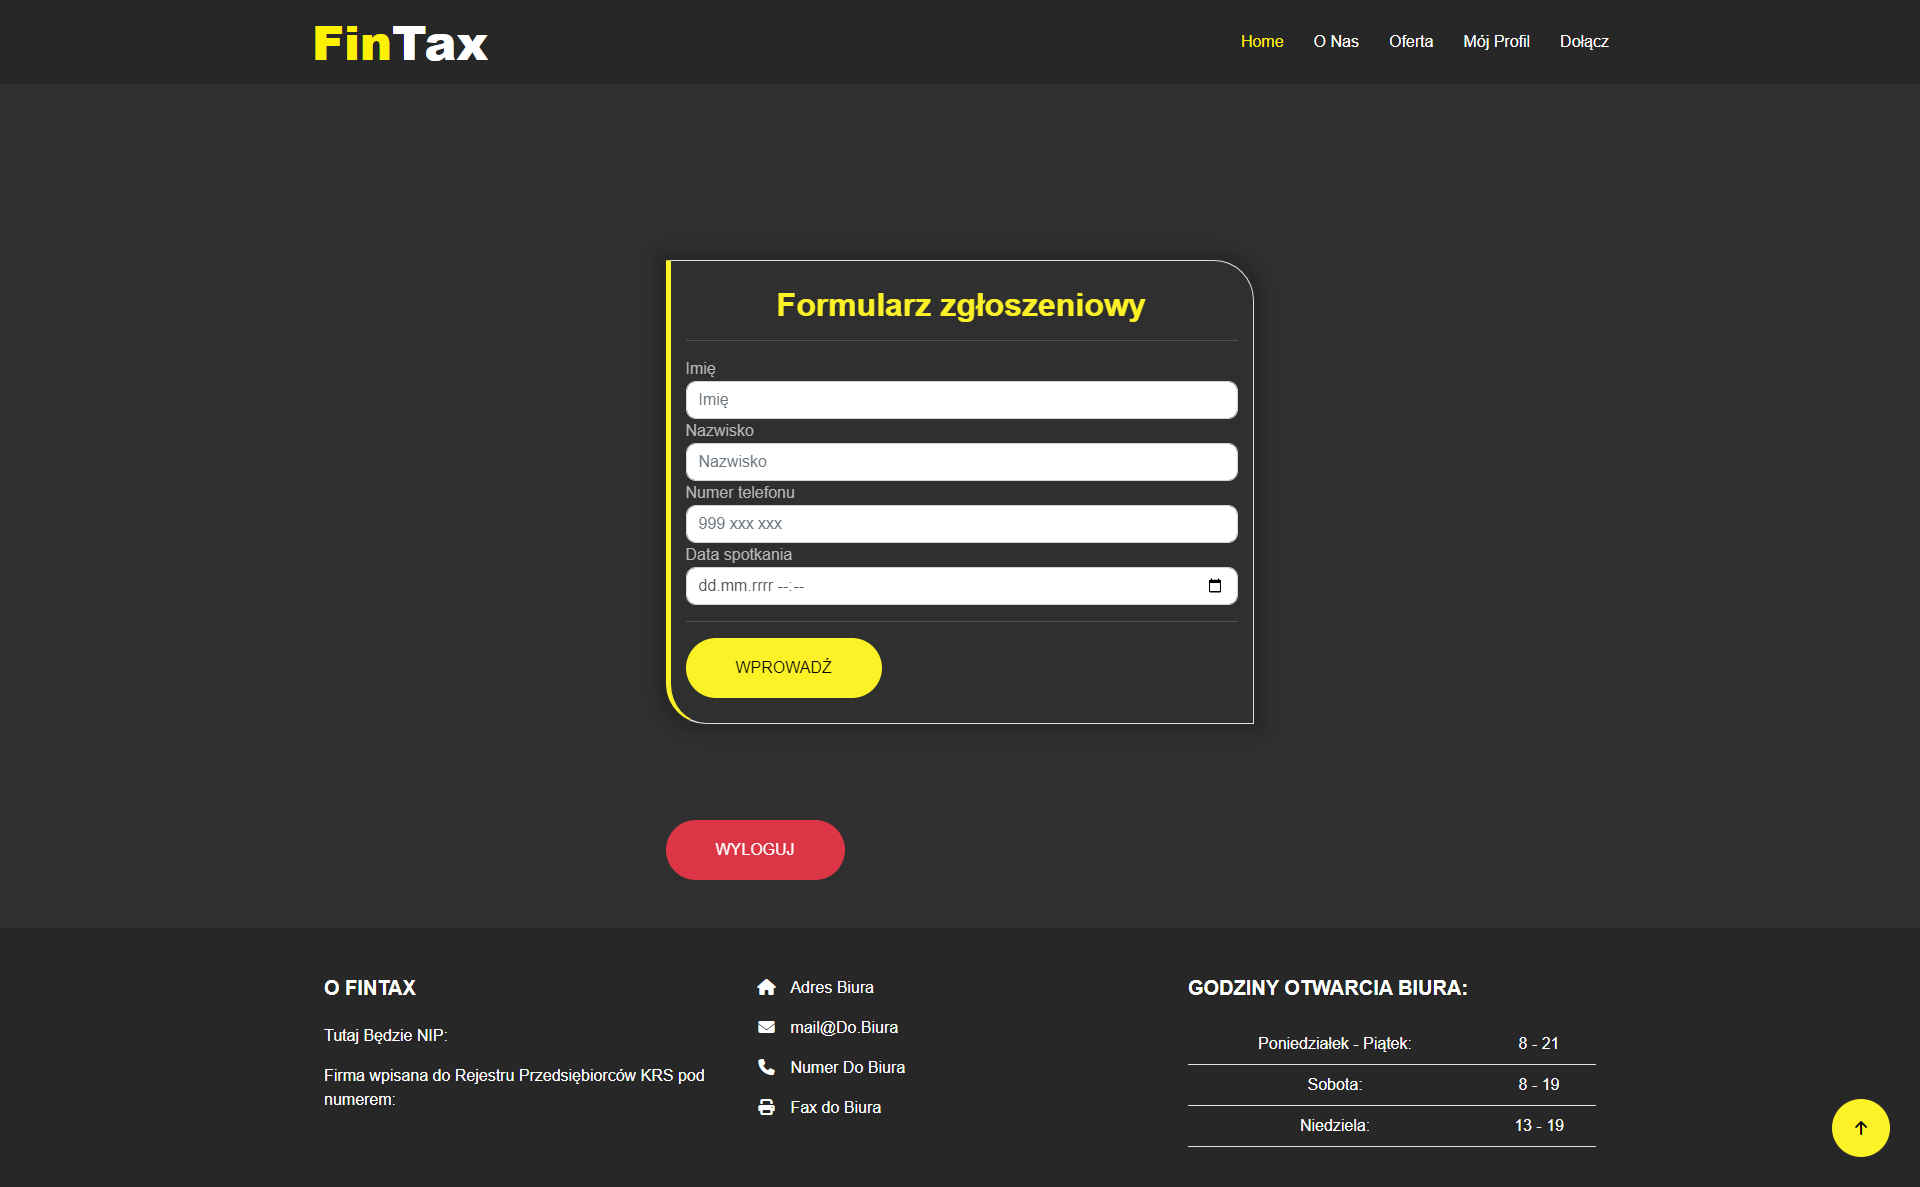 FinTax
Home
O Nas
Oferta
Mój Profil
Dołącz
Formularz zgłoszeniowy
Imię
Imię
Nazwisko
Nazwisko
Numer telefonu
999 xxx xxx
Data spotkania
dd.mm.rrrr --:--
WPROWADŹ
WYLOGUJ
O FINTAX
Tutaj Będzie NIP:
Firma wpisana do Rejestru Przedsiębiorców KRS pod
numerem:
Adres Biura
mail@Do.Biura
Numer Do Biura
Fax do Biura
GODZINY OTWARCIA BIURA:
Poniedziałek - Piątek: 8 - 21
Sobota: 8 - 19
Niedziela: 13 - 19